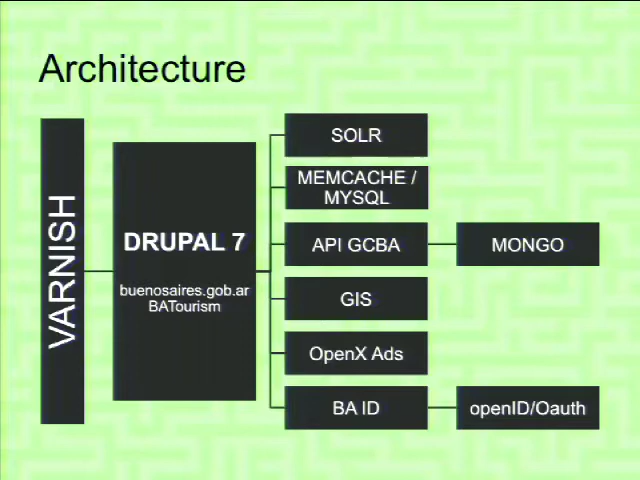 Architecture
VARNISH
DRUPAL 7
buenosaires.gob.ar
BATourism
SOLR
MEMCACHE /
MYSQL
API GCBA
MONGO
GIS
OpenX Ads
BA ID
openID/Oauth